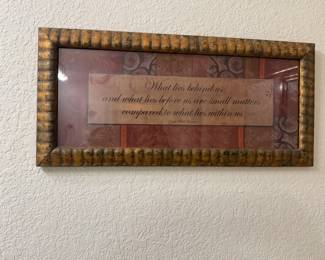 What lies behind us
and what lies before us are small matters
compared to what lies within us